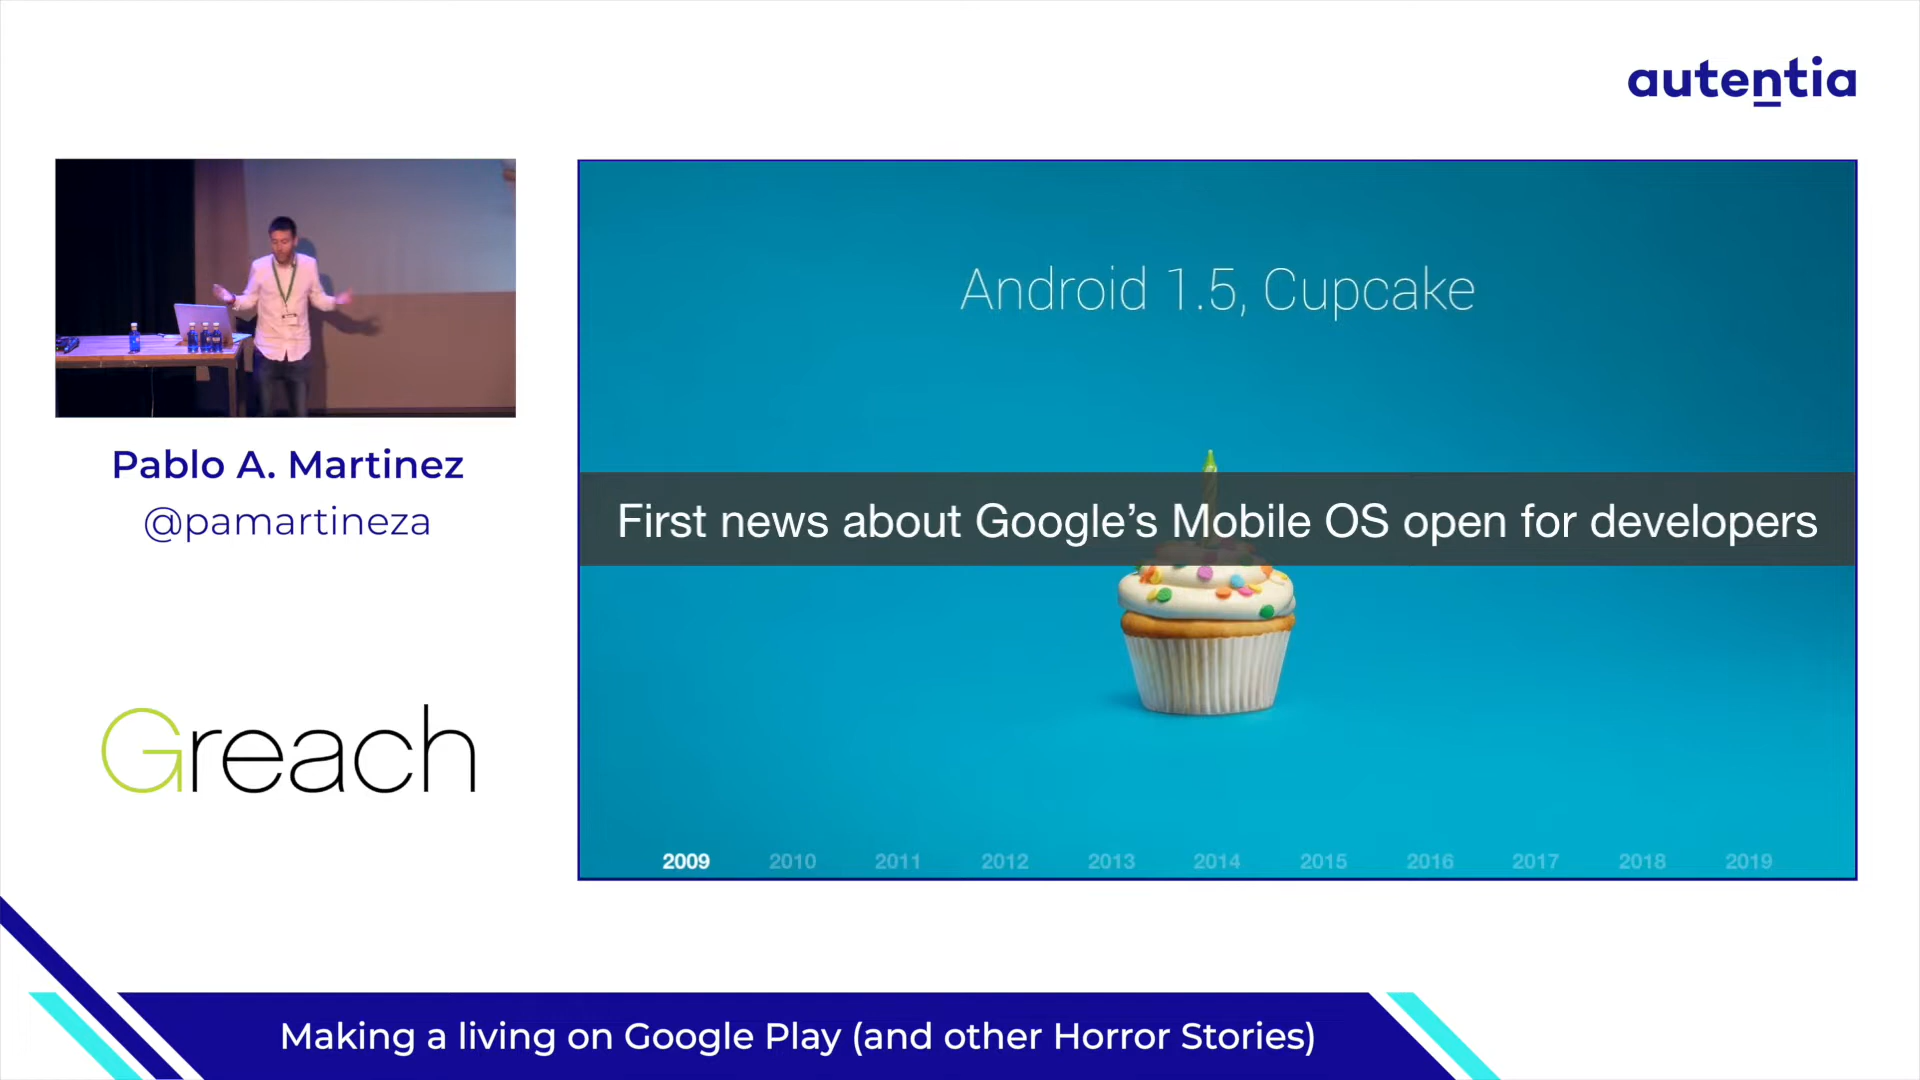 autentia
Pablo A. Martinez
@pamartineza
Greach
Android 1.5, Cupcake
First news about Google's Mobile OS open for developers
2009 2010 2011 2012 2013 2014 2015 2016 2017 2018 2019
Making a living on Google Play (and other Horror Stories)